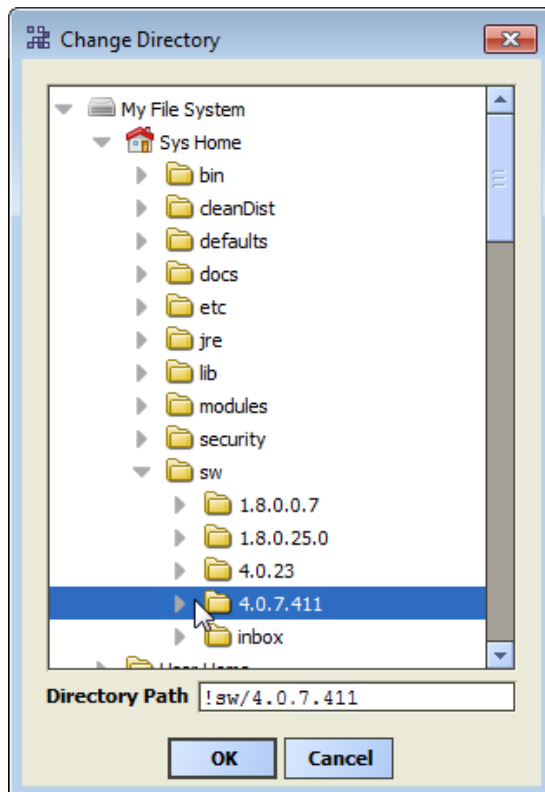 Change Directory
My File System
Sys Home
bin
cleanDist
defaults
docs
etc
jre
lib
modules
security
sw
1.8.0.0.7
1.8.0.25.0
4.0.23
4.0.7.411
inbox
User Home
Directory Path !sw/4.0.7.411
OK Cancel